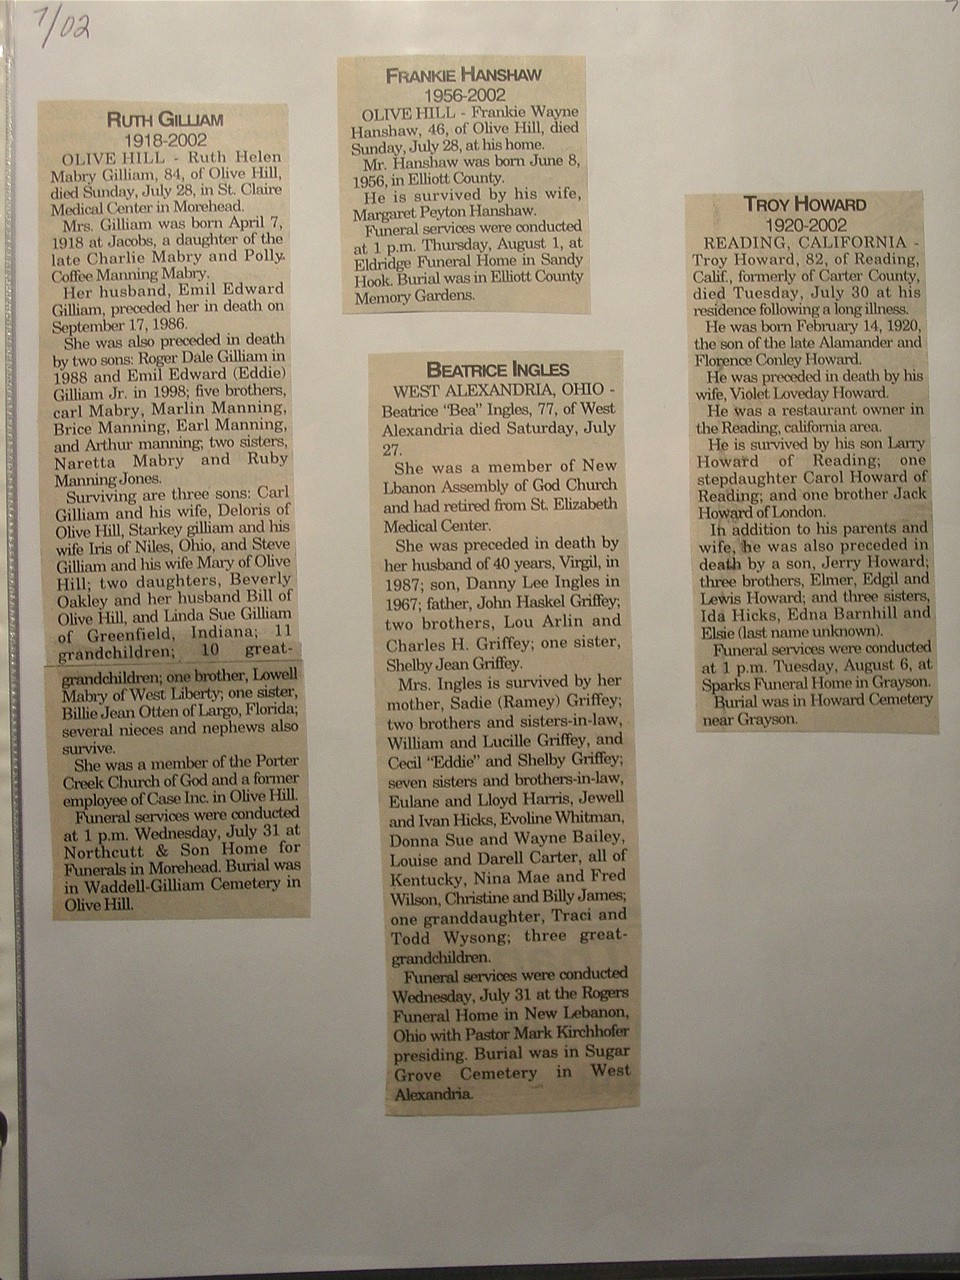 7/02
RUTH GILLIAM
1918-2002
OLIVE HILL - Ruth Helen
Mabry Gilliam, 84, of Olive Hill,
died Sunday, July 28, in St. Claire
Medical Center in Morehead.
Mrs. Gilliam was born April 7,
1918 at Jacobs, a daughter of the
late Charlie Mabry and Polly
Coffee Manning Mabry.
Her husband, Emil Edward
Gilliam, preceded her in death on
September 17, 1986.
She was also preceded in death
by two sons: Roger Dale Gilliam in
1988 and Emil Edward (Eddie)
Gilliam Jr. in 1998; five brothers,
carl Mabry, Marlin Manning,
Brice Manning, Earl Manning,
and Arthur manning; two sisters,
Naretta Mabry and Ruby
Manning Jones.
Surviving are three sons: Carl
Gilliam and his wife, Deloris of
Olive Hill, Starkey gilliam and his
wife Iris of Niles, Ohio, and Steve
Gilliam and his wife Mary of Olive
Hill; two daughters, Beverly
Oakley and her husband Bill of
Olive Hill, and Linda Sue Gilliam
of Greenfield, Indiana; 11
grandchildren; 10 great-
grandchildren; one brother, Lowell
Mabry of West Liberty; one sister,
Billie Jean Otten of Largo, Florida;
several nieces and nephews also
survive.
She was a member of the Porter
Creek Church of God and a former
employee of Case Inc. in Olive Hill.
Funeral services were conducted
at 1 p.m. Wednesday, July 31 at
Northcutt & Son Home for
Funerals in Morehead. Burial was
in Waddell-Gilliam Cemetery in
Olive Hill.
FRANKIE HANSHAW
1956-2002
OLIVE HILL - Frankie Wayne
Hanshaw, 46, of Olive Hill, died
Sunday, July 28, at his home.
Mr. Hanshaw was born June 8,
1956, in Elliott County.
He is survived by his wife,
Margaret Peyton Hanshaw.
Funeral services were conducted
at 1 p.m. Thursday, August 1, at
Eldridge Funeral Home in Sandy
Hook. Burial was in Elliott County
Memory Gardens.
BEATRICE INGLES
WEST ALEXANDRIA, OHIO -
Beatrice "Bea" Ingles, 77, of West
Alexandria died Saturday, July
27.
She was a member of New
Lbanon Assembly of God Church
and had retired from St. Elizabeth
Medical Center.
She was preceded in death by
her husband of 40 years, Virgil, in
1987; son, Danny Lee Ingles in
1967; father, John Haskel Griffey;
two brothers, Lou Arlin and
Charles H. Griffey; one sister,
Shelby Jean Griffey.
Mrs. Ingles is survived by her
mother, Sadie (Ramey) Griffey;
two brothers and sisters-in-law,
William and Lucille Griffey, and
Cecil "Eddie" and Shelby Griffey;
seven sisters and brothers-in-law,
Eulane and Lloyd Harris, Jewell
and Ivan Hicks, Evoline Whitman,
Donna Sue and Wayne Bailey,
Louise and Darell Carter, all of
Kentucky, Nina Mae and Fred
Wilson, Christine and Billy James;
one granddaughter, Traci and
Todd Wysong; three great-
grandchildren.
Funeral services were conducted
Wednesday, July 31 at the Rogers
Funeral Home in New Lebanon,
Ohio with Pastor Mark Kirchhofer
presiding. Burial was in Sugar
Grove Cemetery in West
Alexandria.
TROY HOWARD
1920-2002
READING, CALIFORNIA -
Troy Howard, 82, of Reading,
Calif., formerly of Carter County,
died Tuesday, July 30 at his
residence following a long illness.
He was born February 14, 1920,
the son of the late Alamander and
Florence Conley Howard.
He was preceded in death by his
wife, Violet Loveday Howard.
He was a restaurant owner in
the Reading, california area.
He is survived by his son Larry
Howard of Reading; one
stepdaughter Carol Howard of
Reading; and one brother Jack
Howard of London.
In addition to his parents and
wife, he was also preceded in
death by a son, Jerry Howard;
three brothers, Elmer, Edgil and
Lewis Howard; and three sisters,
Ida Hicks, Edna Barnhill and
Elsie (last name unknown).
Funeral services were conducted
at 1 p.m. Tuesday, August 6, at
Sparks Funeral Home in Grayson.
Burial was in Howard Cemetery
near Grayson.